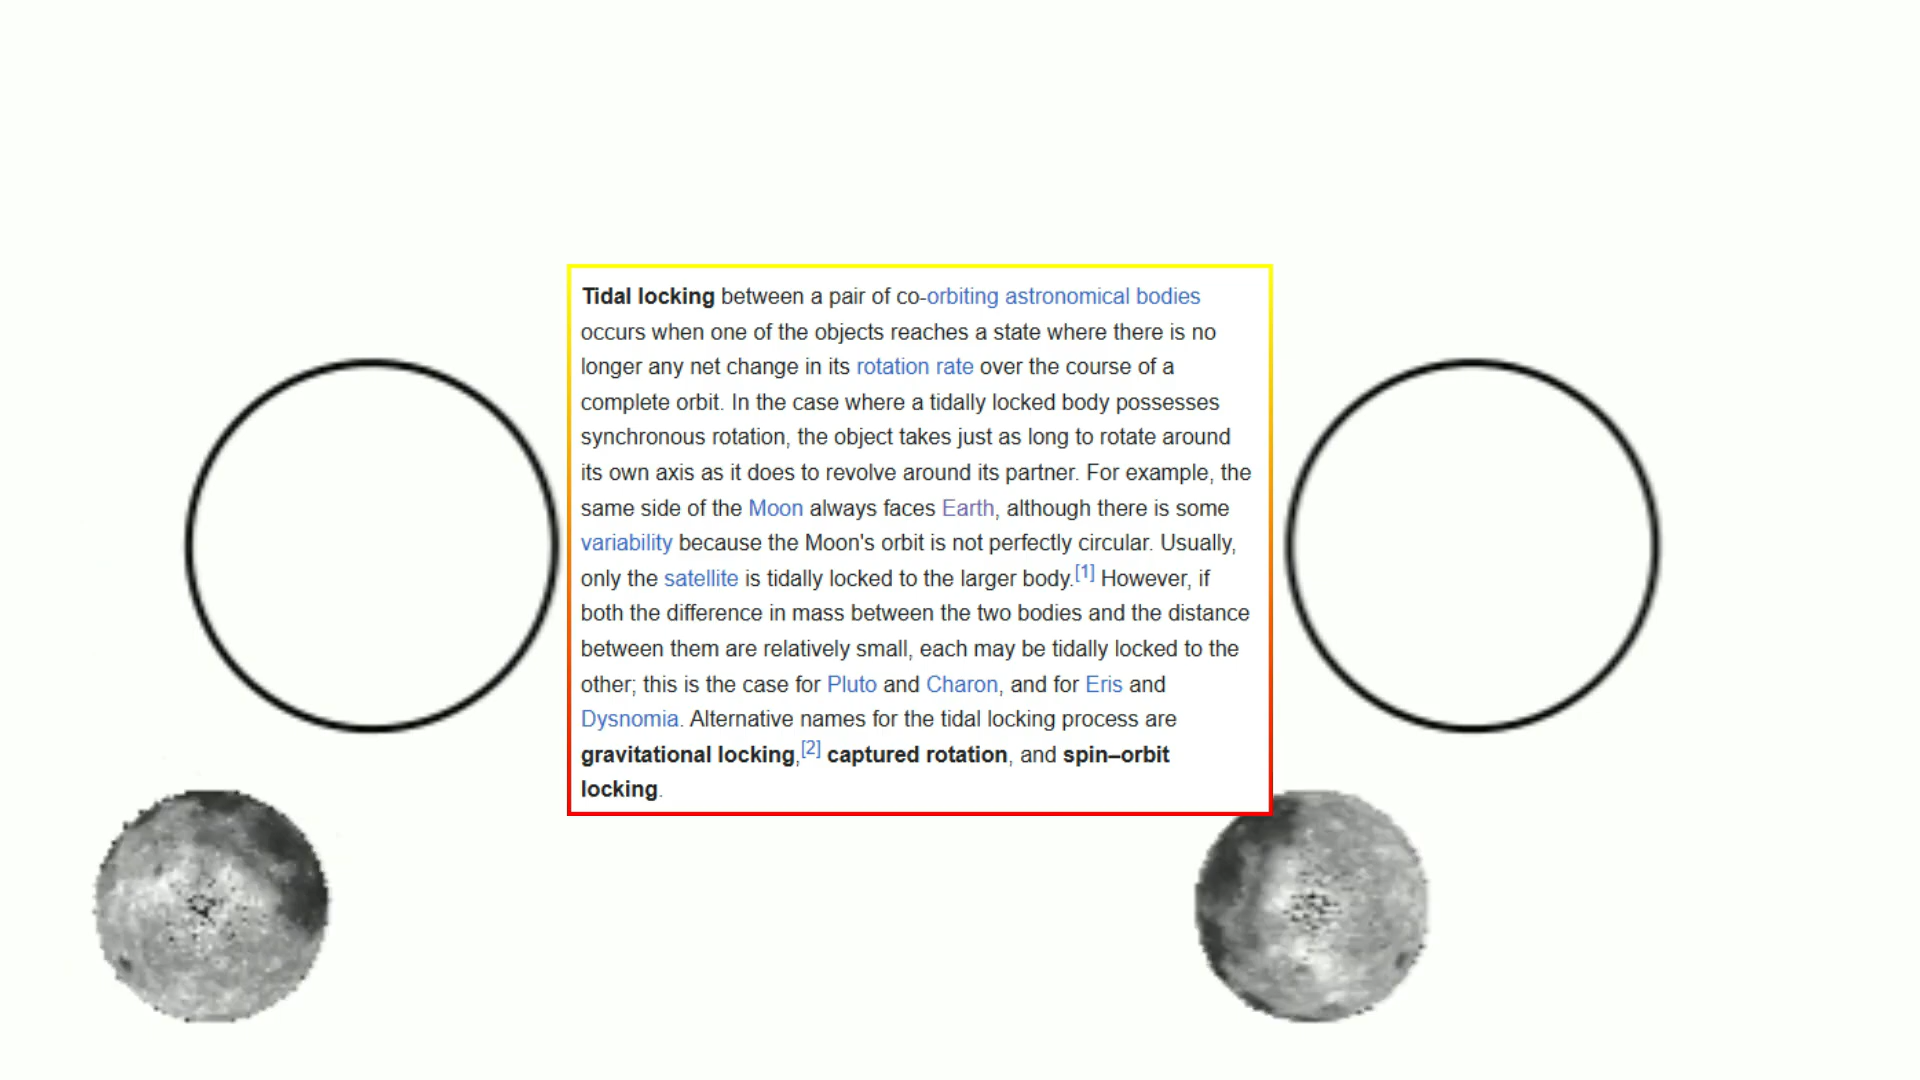 Tidal locking between a pair of co-orbiting astronomical bodies
occurs when one of the objects reaches a state where there is no
longer any net change in its rotation rate over the course of a
complete orbit. In the case where a tidally locked body possesses
synchronous rotation, the object takes just as long to rotate around
its own axis as it does to revolve around its partner. For example, the
same side of the Moon always faces Earth, although there is some
variability because the Moon's orbit is not perfectly circular. Usually,
only the satellite is tidally locked to the larger body.[1] However, if
both the difference in mass between the two bodies and the distance
between them are relatively small, each may be tidally locked to the
other; this is the case for Pluto and Charon, and for Eris and
Dysnomia. Alternative names for the tidal locking process are
gravitational locking,[2] captured rotation, and spin–orbit
locking.